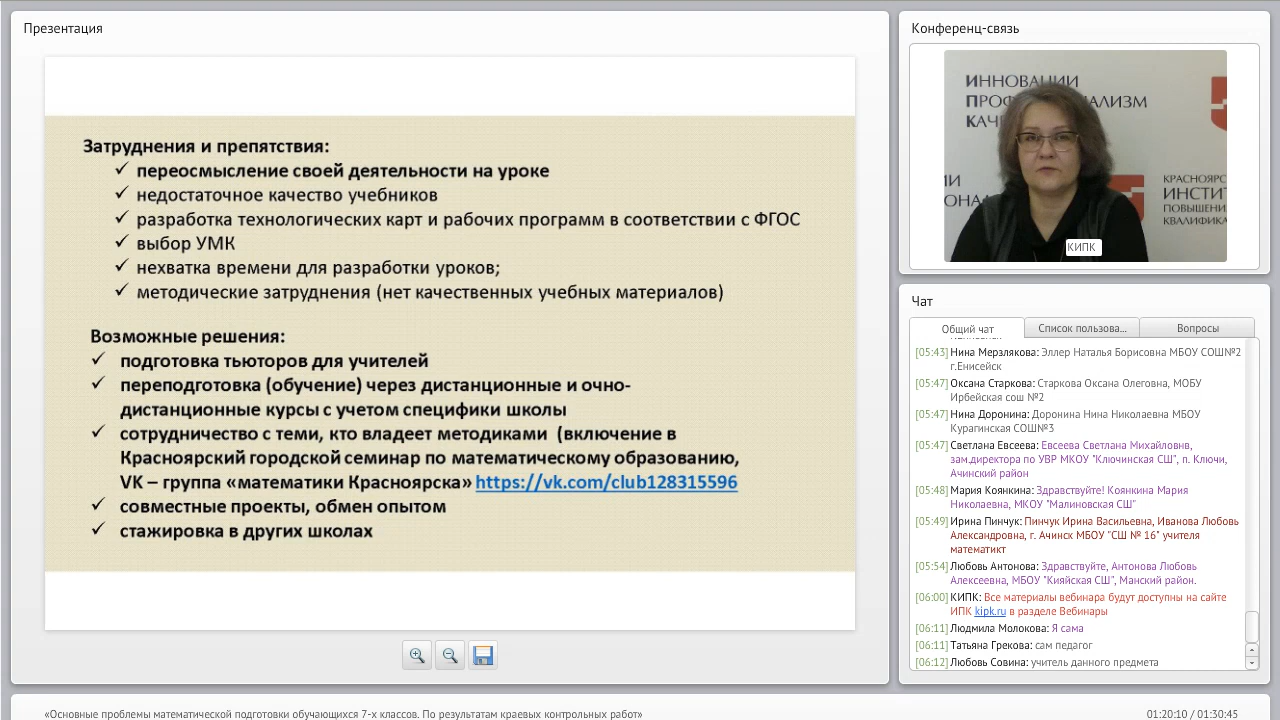 Презентация
Затруднения и препятствия:
✓ переосмысление своей деятельности на уроке
✓ недостаточное качество учебников
✓ разработка технологических карт и рабочих программ в соответствии с ФГОС
✓ выбор УМК
✓ нехватка времени для разработки уроков;
✓ методические затруднения (нет качественных учебных материалов)
Возможные решения:
✓ подготовка тьюторов для учителей
✓ переподготовка (обучение) через дистанционные и очно-
дистанционные курсы с учетом специфики школы
✓ сотрудничество с теми, кто владеет методиками (включение в
Красноярский городской семинар по математическому образованию,
VK – группа «математики Красноярска» https://vk.com/club128315596
✓ совместные проекты, обмен опытом
✓ стажировка в других школах
Конференц-связь
ИННОВАЦИИ
КИПК
Чат
Общий чат
Список пользова...
Вопросы
[05:43] Нина Мерзлякова: Эллер Наталья Борисовна МБОУ СОШ№2
г.Енисейск
[05:47] Оксана Старкова: Старкова Оксана Олеговна, МОБУ
Ирбейская сош №2
[05:47] Нина Доронина: Доронина Нина Николаевна МБОУ
Курагинская СОШ№3
[05:47] Светлана Евсеева: Евсеева Светлана Михайловнв,
зам.директора по УВР МКОУ "Ключинская СШ", п. Ключи,
Ачинский район
[05:48] Мария Коянкина: Здравствуйте! Коянкина Мария
Николаевна, МКОУ "Малиновская СШ"
[05:49] Ирина Пинчук: Пинчук Ирина Васильевна, Иванова Любовь
Александровна, г. Ачинск МБОУ "СШ № 16" учителя
математикт
[05:54] Любовь Антонова: Здравствуйте, Антонова Любовь
Алексеевна, МБОУ "Кияйская СШ", Манский район.
[06:00] КИПК: Все материалы вебинара будут доступны на сайте
ИПК kipk.ru в разделе Вебинары
[06:11] Людмила Молокова: Я сама
[06:11] Татьяна Грекова: сам педагог
[06:12] Любовь Совина: учитель данного предмета
«Основные проблемы математической подготовки обучающихся 7-х классов. По результатам краевых контрольных работ»
01:20:10 / 01:30:45